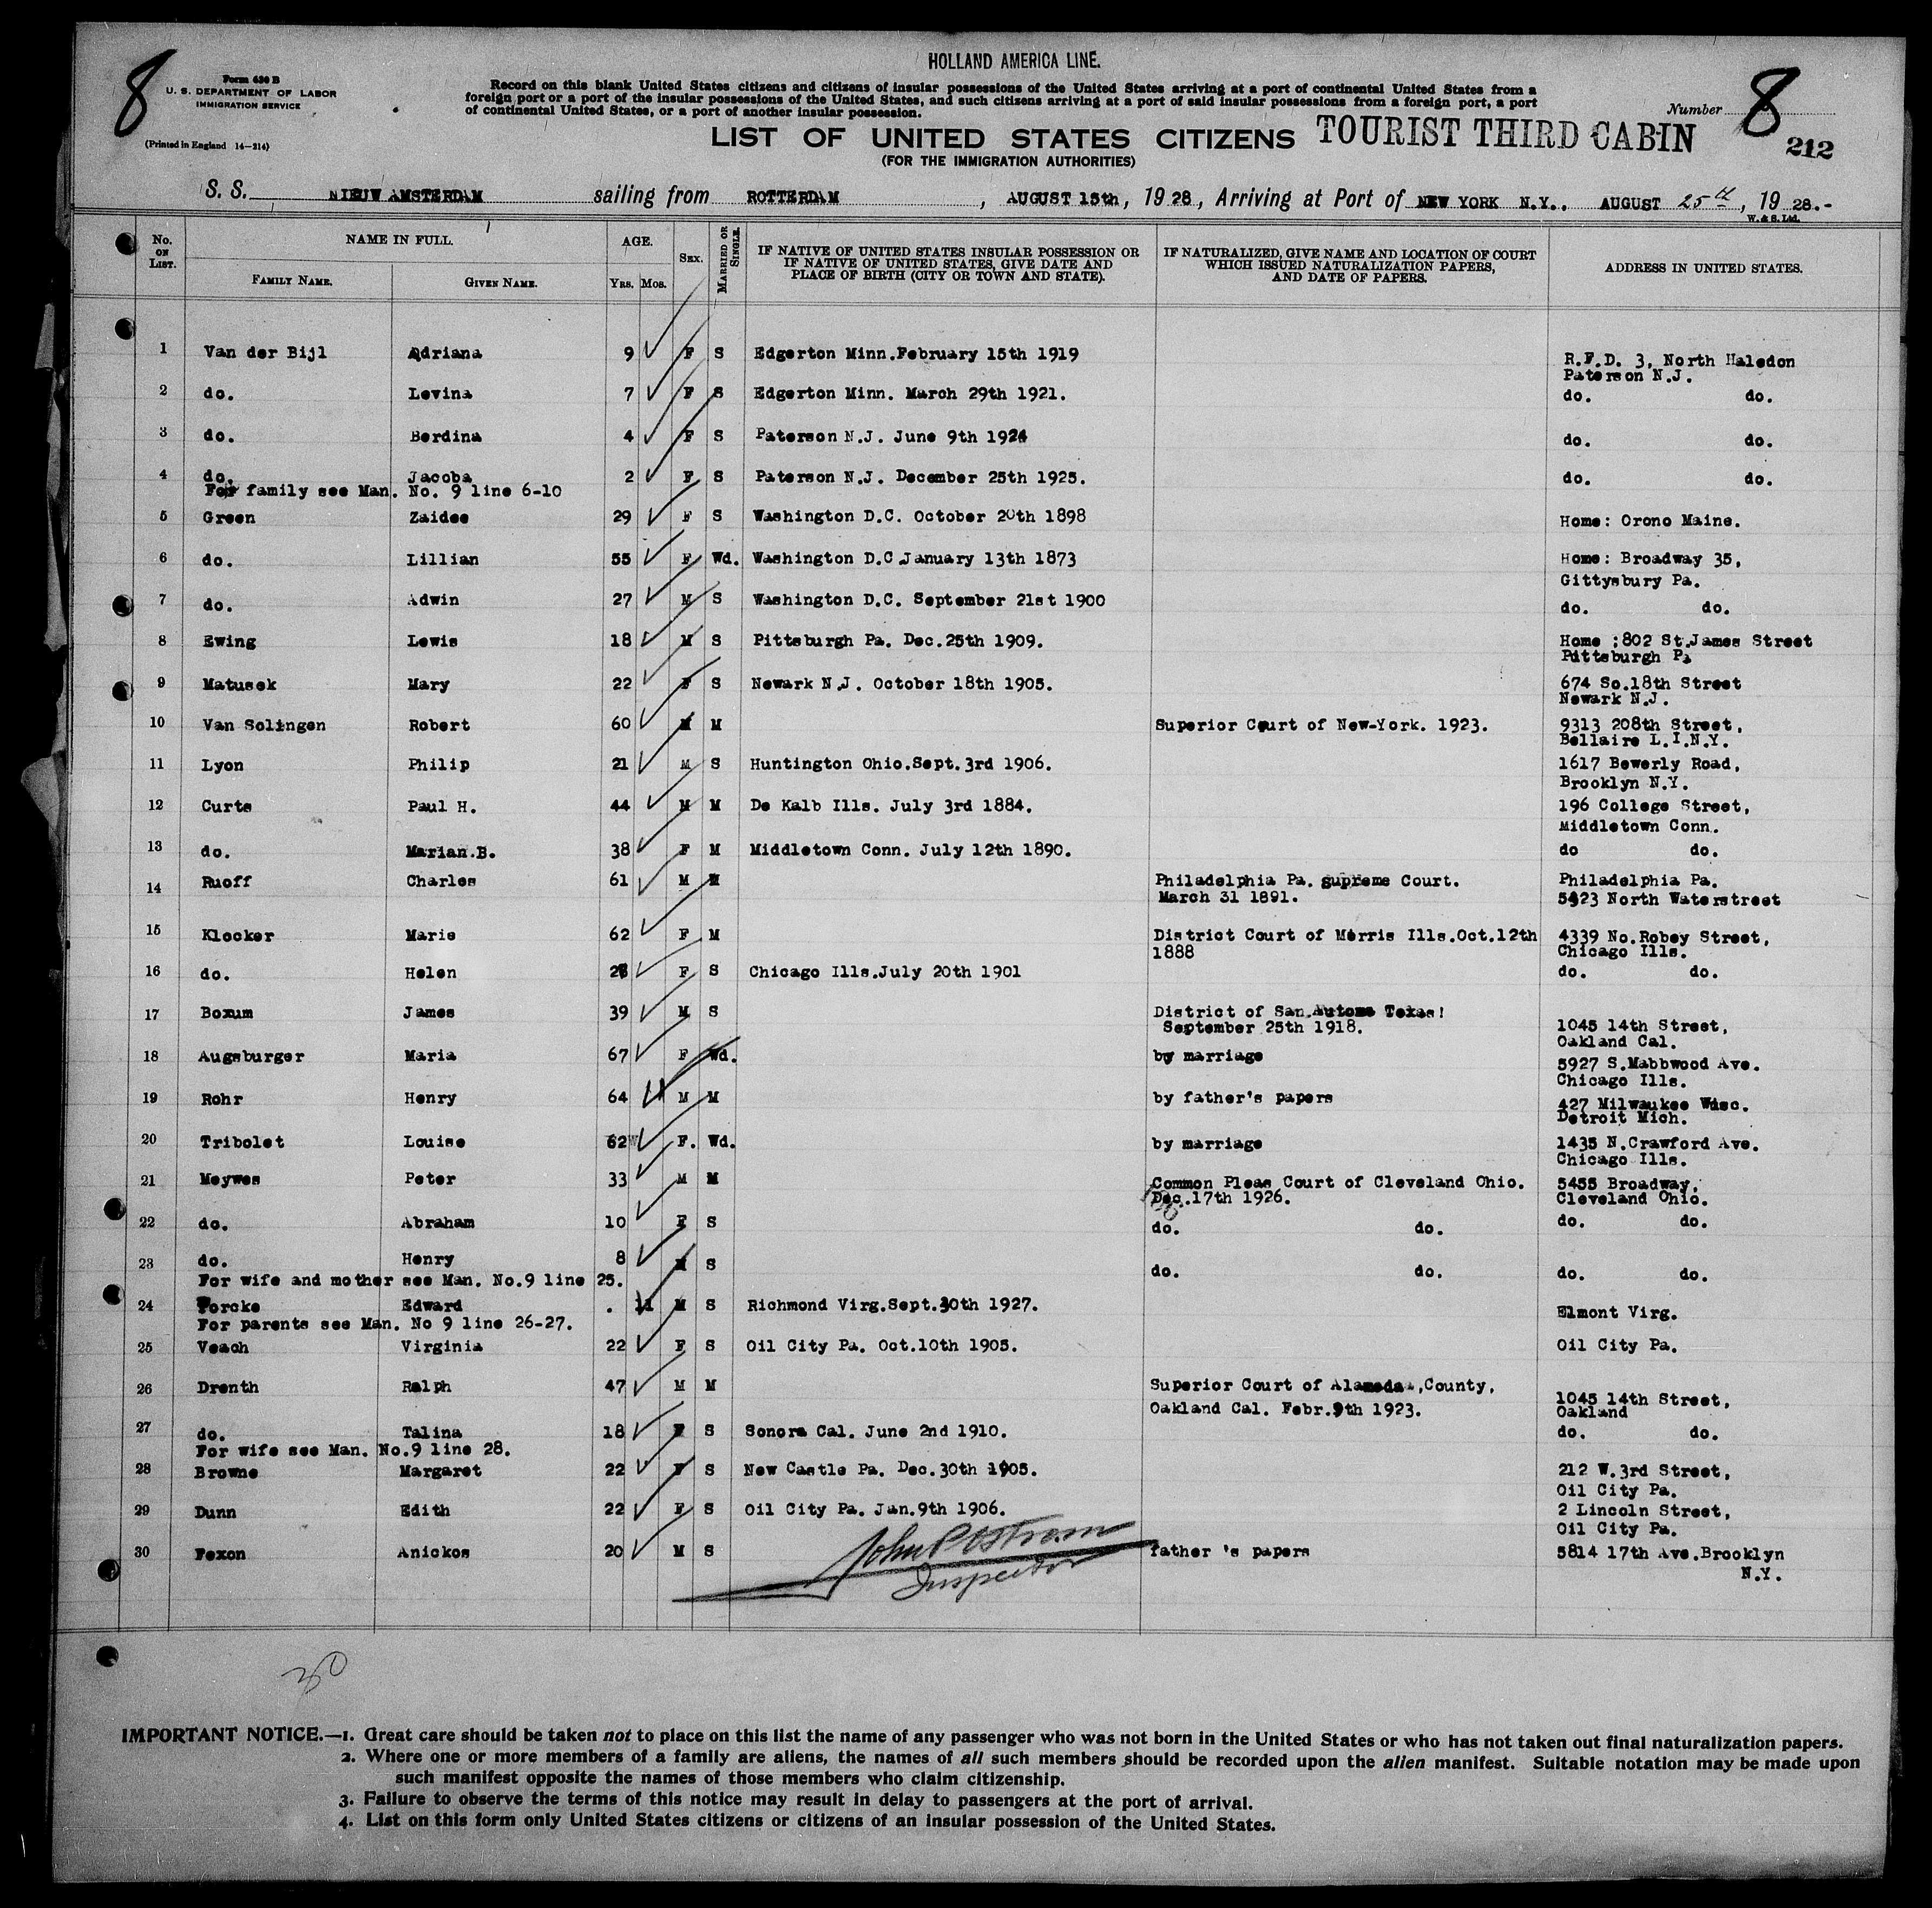 HOLLAND AMERICA LINE.
8
Form 630 B
U. S. DEPARTMENT OF LABOR
IMMIGRATION SERVICE
(Printed in England 14—214)
Record on this blank United States citizens and citizens of insular possessions of the United States arriving at a port of continental United States from a
foreign port or a port of the insular possessions of the United States, and such citizens arriving at a port of said insular possessions from a foreign port, a port
of continental United States, or a port of another insular possession.
Number 8
LIST OF UNITED STATES CITIZENS TOURIST THIRD CABIN
212
(FOR THE IMMIGRATION AUTHORITIES)
S. S. NIEUW AMSTERDAM sailing from ROTTERDAM, AUGUST 15th, 1928, Arriving at Port of NEW YORK N.Y., AUGUST 25th, 1928.-
W. & S. Ltd.
No. ON LIST. NAME IN FULL. AGE. SEX. MARRIED OR SINGLE. IF NATIVE OF UNITED STATES INSULAR POSSESSION OR IF NATIVE OF UNITED STATES, GIVE DATE AND PLACE OF BIRTH (CITY OR TOWN AND STATE). IF NATURALIZED, GIVE NAME AND LOCATION OF COURT WHICH ISSUED NATURALIZATION PAPERS, AND DATE OF PAPERS. ADDRESS IN UNITED STATES.
FAMILY NAME. GIVEN NAME. YRS. MOS.
1 Van der Bijl Adriana 9 F S Edgerton Minn.February 15th 1919 R.F.D. 3, North Haledon
Paterson N.J.
2 do. Levina 7 F S Edgerton Minn. March 29th 1921. do. do.
3 do. Berdina 4 F S Paterson N.J. June 9th 1924 do. do.
4 do. Jacoba 2 F S Paterson N.J. December 25th 1925. do. do.
For family see Man. No. 9 line 6-10
5 Green Zaidee 29 F S Washington D.C. October 20th 1898 Home: Orono Maine.
6 do. Lillian 55 F Wd. Washington D.C.January 13th 1873 Home: Broadway 35,
Gittysbury Pa.
7 do. Adwin 27 M S Washington D.C. September 21st 1900 do. do.
8 Ewing Lewis 18 M S Pittsburgh Pa. Dec.25th 1909. Home :802 St.James Street
Pittsburgh Pa
9 Matusek Mary 22 F S Newark N.J. October 18th 1905. 674 So.18th Street
Newark N.J.
10 Van Solingen Robert 60 M M Superior Court of New-York. 1923. 9313 208th Street,
Bellaire L.I.N.Y.
11 Lyon Philip 21 M S Huntington Ohio.Sept.3rd 1906. 1617 Bewerly Road,
Brooklyn N.Y.
12 Curts Paul H. 44 M M De Kalb Ills. July 3rd 1884. 196 College Street,
Middletown Conn.
13 do. Marian.B. 38 F M Middletown Conn. July 12th 1890. do do.
14 Ruoff Charles 61 M M Philadelphia Pa. supreme Court. Philadelphia Pa.
March 31 1891. 5423 North Waterstreet
15 Klocker Marie 62 F M District Court of Morris Ills.Oct.12th 4339 No.Robey Street,
1888 Chicago Ills.
16 do. Helen F S Chicago Ills.July 20th 1901 do. do.
17 Boxum James 39 M S District of San Texas!
September 25th 1918. 1045 14th Street,
Oakland Cal.
18 Augsburger Maria 67 F Wd. by marriage 5927 S.Mabbwood Ave.
Chicago Ills.
19 Rohr Henry 64 M M by father's papers 427 Milwaukee Wisc.
Detroit Mich.
20 Tribolet Louise 62 F. Wd. by marriage 1435 N.Crawford Ave.
Chicago Ills.
21 Meywes Peter 33 M M Common Pleas Court of Cleveland Ohio. 5455 Broadway,
Dec.17th 1926. Cleveland Ohio.
22 do. Abraham 10 F S do. do. do. do.
23 do. Henry 8 M S do. do. do. do.
For wife and mother see Man. No.9 line 25.
24 Torcke Edward . 11 M S Richmond Virg.Sept.30th 1927. Elmont Virg.
For parents see Man. No 9 line 26-27.
25 Veach Virginia 22 F S Oil City Pa. Oct.10th 1905. Oil City Pa.
26 Drenth Ralph 47 M M Superior Court of Alameda,County, 1045 14th Street,
Oakland Cal. Febr.9th 1923. Oakland
27 do. Talina 18 F S Sonora Cal. June 2nd 1910. do. do.
For wife see Man. No.9 line 28.
28 Browne Margaret 22 F S New Castle Pa. Dec.30th 1905. 212 W.3rd Street,
Oil City Pa.
29 Dunn Edith 22 F S Oil City Pa. Jan.9th 1906. 2 Lincoln Street,
Oil City Pa.
30 Fexon Anickos 20 M S father 's papers 5814 17th Ave.Brooklyn
N.Y.
John
Inspector
30
IMPORTANT NOTICE.—1. Great care should be taken not to place on this list the name of any passenger who was not born in the United States or who has not taken out final naturalization papers.
2. Where one or more members of a family are aliens, the names of all such members should be recorded upon the alien manifest. Suitable notation may be made upon
such manifest opposite the names of those members who claim citizenship.
3. Failure to observe the terms of this notice may result in delay to passengers at the port of arrival.
4. List on this form only United States citizens or citizens of an insular possession of the United States.